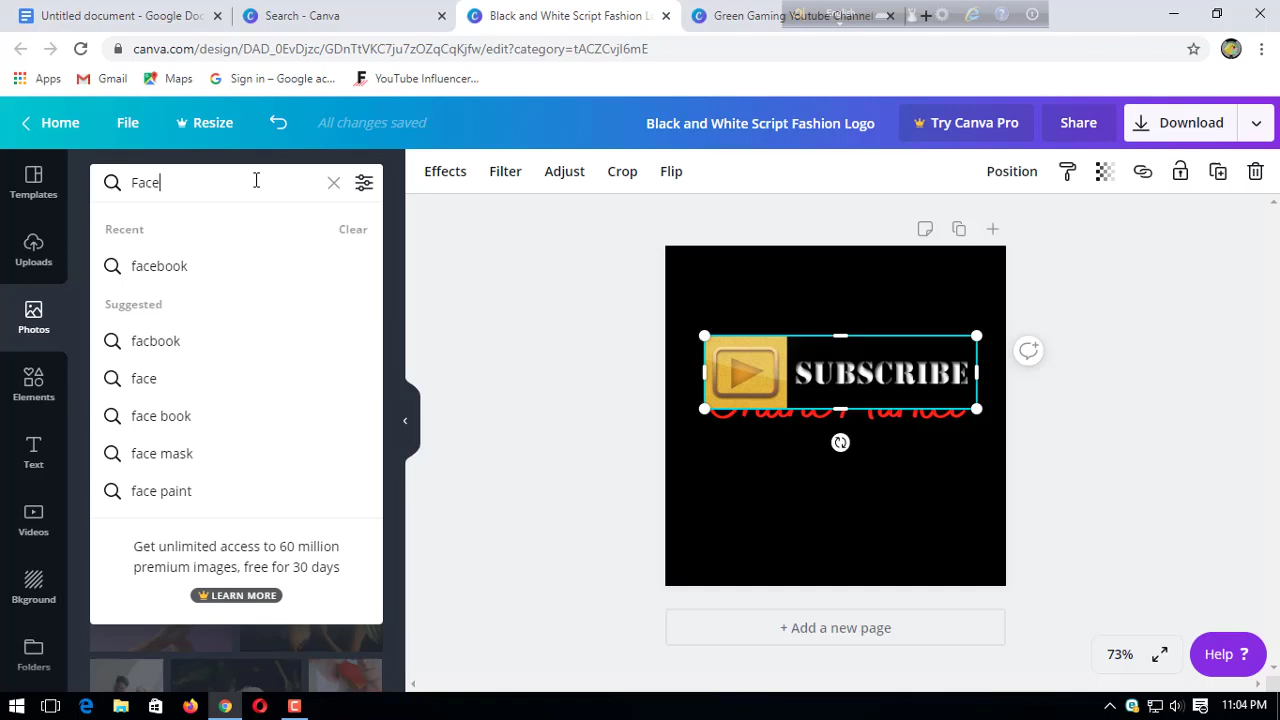 Untitled document - Google Doc
Search - Canva
Black and White Script Fashion Lo
Green Gaming Youtube Channel
English
canva.com/design/DAD_0EvDjzc/GDnTtVKC7ju7zOZqCqKjfw/edit?category=tACZCvjI6mE
Apps
Gmail
Maps
Sign in – Google ac...
YouTube Influencer...
Home
File
Resize
All changes saved
Black and White Script Fashion Logo
Try Canva Pro
Share
Download
Templates
Uploads
Photos
Elements
Text
Videos
Bkground
Folders
Face
Recent
Clear
facebook
Suggested
facbook
face
face book
face mask
face paint
Get unlimited access to 60 million
premium images, free for 30 days
LEARN MORE
Effects
Filter
Adjust
Crop
Flip
Position
SUBSCRIBE
+ Add a new page
73%
Help ?
11:04 PM